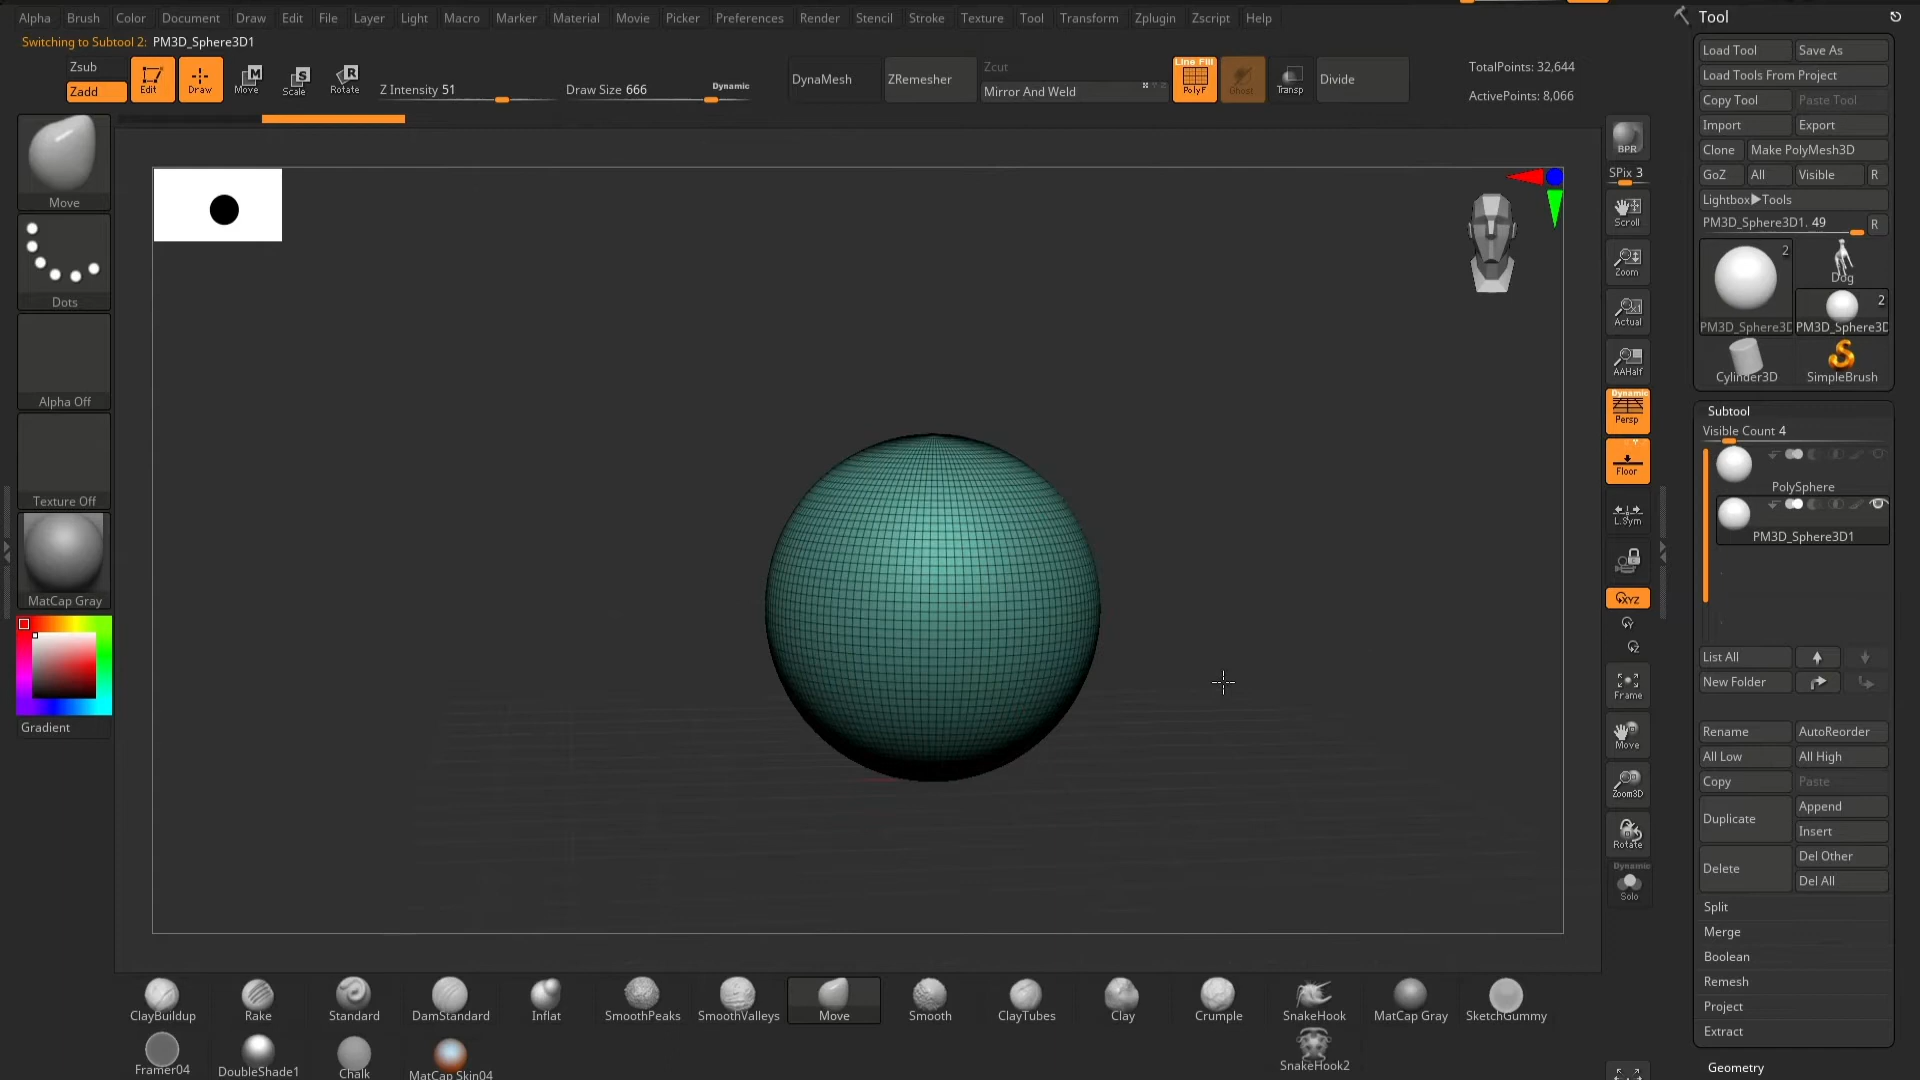 Alpha Brush Color Document Draw Edit File Layer Light Macro Marker Material Movie Picker Preferences Render Stencil Stroke Texture Tool Transform Zplugin Zscript Help
Switching to Subtool 2: PM3D_Sphere3D1
Zsub
Zadd
Edit
Draw
M
Move
S
Scale
R
Rotate
Z Intensity 51
Draw Size 666
Dynamic
DynaMesh
ZRemesher
Zcut
Mirror And Weld
Line Fill
PolyF
Ghost
Transp
Divide
TotalPoints: 32,644
ActivePoints: 8,066
Move
Dots
Alpha Off
Texture Off
MatCap Gray
Gradient
BPR
SPix 3
Scroll
Zoom
Actual
AAHalf
Dynamic
Persp
Floor
L.Sym
XYZ
Frame
Move
Zoom3D
Rotate
Dynamic
Solo
Tool
Load Tool
Save As
Load Tools From Project
Copy Tool
Paste Tool
Import
Export
Clone
Make PolyMesh3D
GoZ
All
Visible
R
Lightbox▶Tools
PM3D_Sphere3D1. 49
R
2
PM3D_Sphere3D
Dog
2
PM3D_Sphere3D
Cylinder3D
SimpleBrush
Subtool
Visible Count 4
PolySphere
PM3D_Sphere3D1
List All
New Folder
Rename
AutoReorder
All Low
All High
Copy
Paste
Duplicate
Append
Insert
Delete
Del Other
Del All
Split
Merge
Boolean
Remesh
Project
Extract
Geometry
ClayBuildup
Rake
Standard
DamStandard
Inflat
SmoothPeaks
SmoothValleys
Move
Smooth
ClayTubes
Clay
Crumple
SnakeHook
MatCap Gray
SketchGummy
Framer04
DoubleShade1
Chalk
MatCap Skin04
SnakeHook2